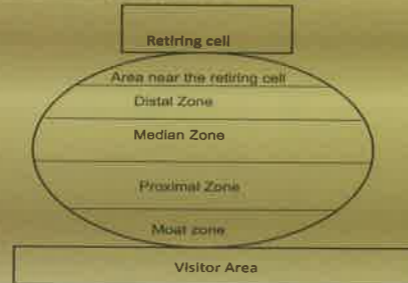 Retiring cell
Area near the retiring cell
Distal Zone
Median Zone
Proximal Zone
Moat zone
Visitor Area